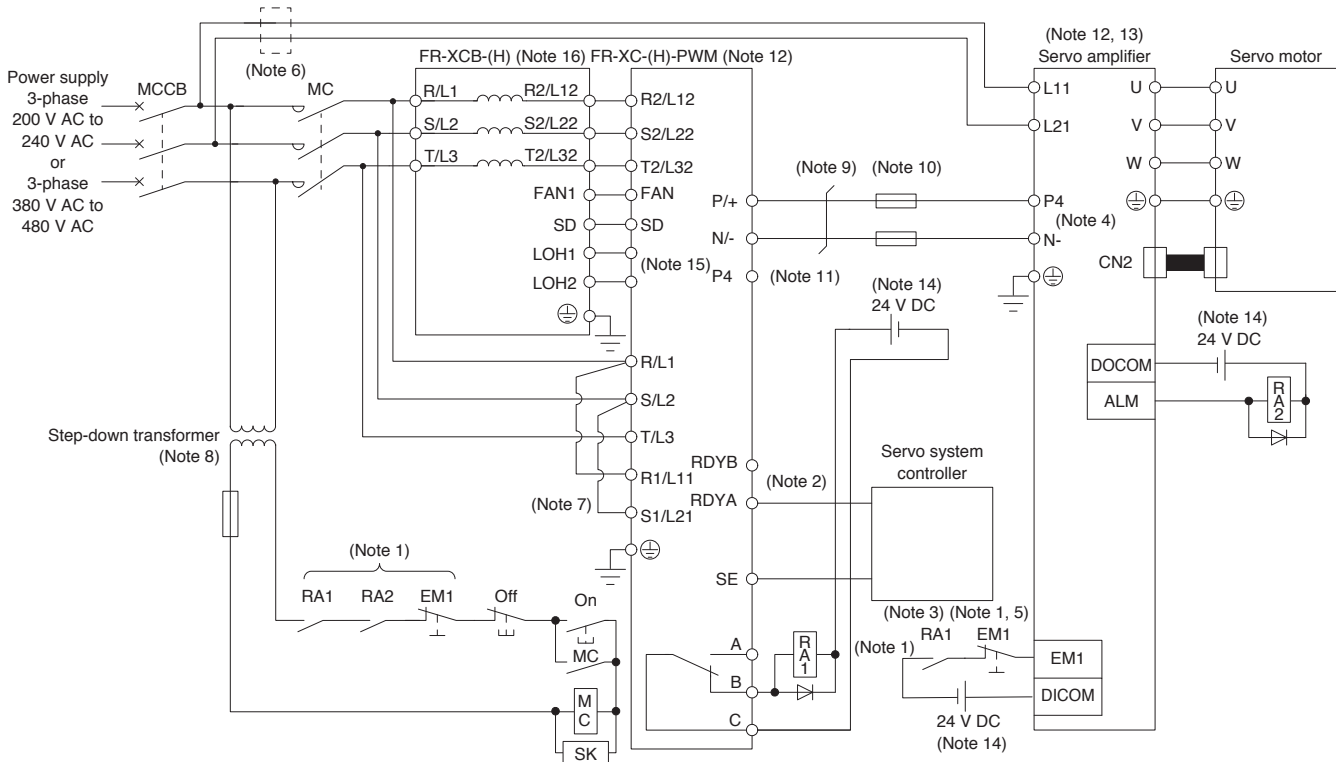 FR-XCB-(H) (Note 16) FR-XC-(H)-PWM (Note 12)
(Note 12, 13)
Servo amplifier
Servo motor
(Note 6)
Power supply
3-phase
200 V AC to
240 V AC
or
3-phase
380 V AC to
480 V AC
MCCB
MC
R/L1
R2/L12
R2/L12
S/L2
S2/L22
S2/L22
T/L3
T2/L32
T2/L32
FAN1
FAN
SD
SD
LOH1
LOH2
(Note 15)
P/+
N/-
P4
(Note 9)
(Note 10)
(Note 11)
L11
L21
P4
(Note 4)
N-
U
U
V
V
W
W
CN2
(Note 14)
24 V DC
(Note 14)
24 V DC
DOCOM
ALM
RA2
R/L1
S/L2
T/L3
R1/L11
S1/L21
(Note 7)
Step-down transformer
(Note 8)
RDYB
RDYA
(Note 2)
SE
Servo system
controller
(Note 1)
RA1
RA2
EM1
Off
On
MC
MC
SK
A
B
C
RA1
(Note 3)
(Note 1, 5)
(Note 1)
RA1
EM1
EM1
DICOM
24 V DC
(Note 14)